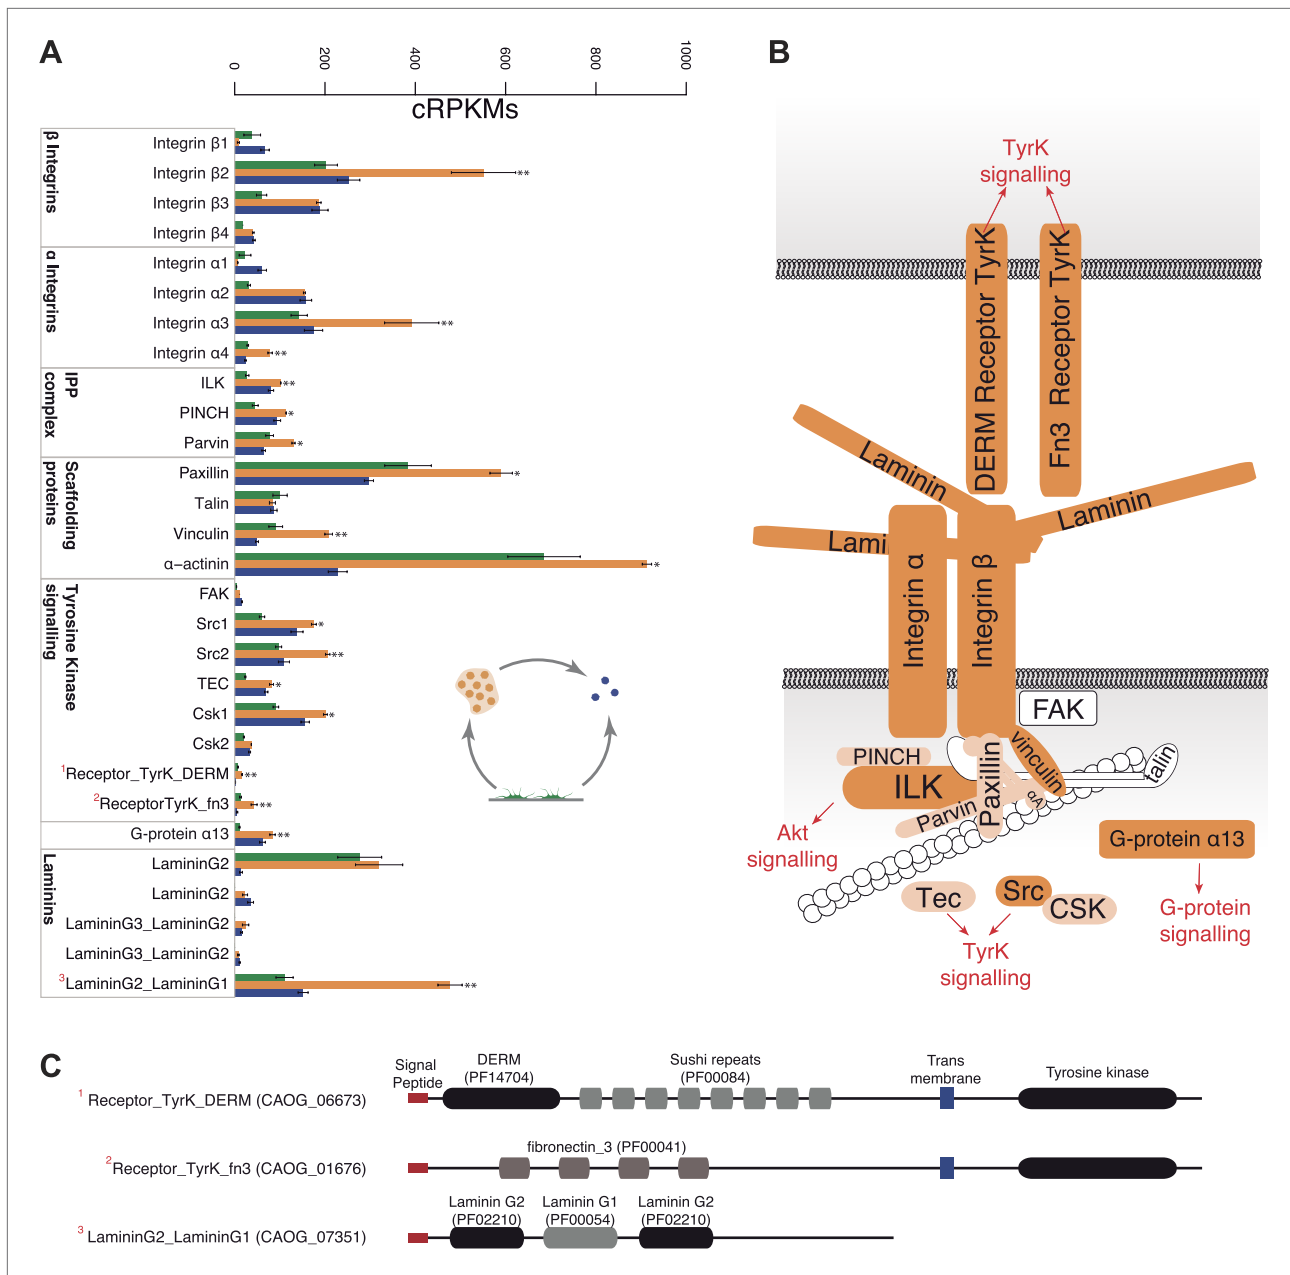 A
0
200
400
600
800
1000
cRPKMs
β Integrins
Integrin β1
Integrin β2
**
Integrin β3
Integrin β4
α Integrins
Integrin α1
Integrin α2
Integrin α3
**
Integrin α4
**
IPP
complex
ILK
**
PINCH
*
Parvin
*
Scaffolding
proteins
Paxillin
*
Talin
Vinculin
**
α−actinin
*
Tyrosine Kinase
signalling
FAK
Src1
*
Src2
**
TEC
*
Csk1
*
Csk2
1Receptor_TyrK_DERM
**
2ReceptorTyrK_fn3
**
G-protein α13
**
Laminins
LamininG2
LamininG2
LamininG3_LamininG2
LamininG3_LamininG2
3LamininG2_LamininG1
**
B
TyrK
signalling
DERM Receptor TyrK
Fn3 Receptor TyrK
Laminin
Laminin
Lami
Integrin α
Integrin β
FAK
PINCH
ILK
Parvin
Paxillin
αA
vinculin
talin
Akt
signalling
G-protein α13
Tec
Src
CSK
TyrK
signalling
G-protein
signalling
C
Signal
Peptide
DERM
(PF14704)
Sushi repeats
(PF00084)
Trans
membrane
Tyrosine kinase
1 Receptor_TyrK_DERM (CAOG_06673)
fibronectin_3 (PF00041)
2Receptor_TyrK_fn3 (CAOG_01676)
Laminin G2
(PF02210)
Laminin G1
(PF00054)
Laminin G2
(PF02210)
3 LamininG2_LamininG1 (CAOG_07351)